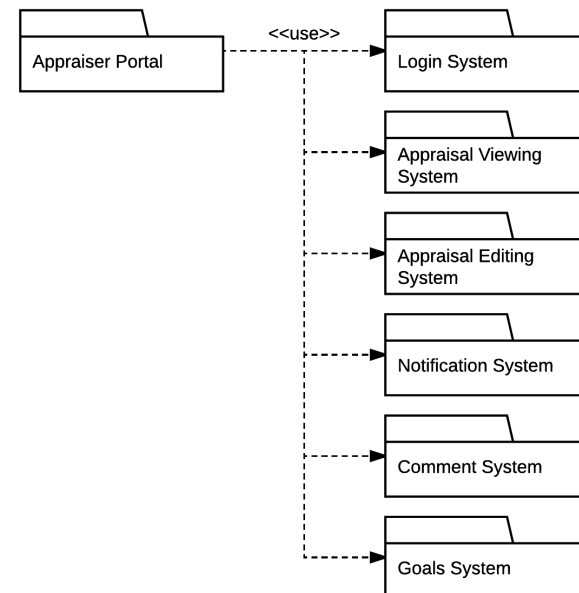 <<use>>
Appraiser Portal
Login System
Appraisal Viewing
System
Appraisal Editing
System
Notification System
Comment System
Goals System